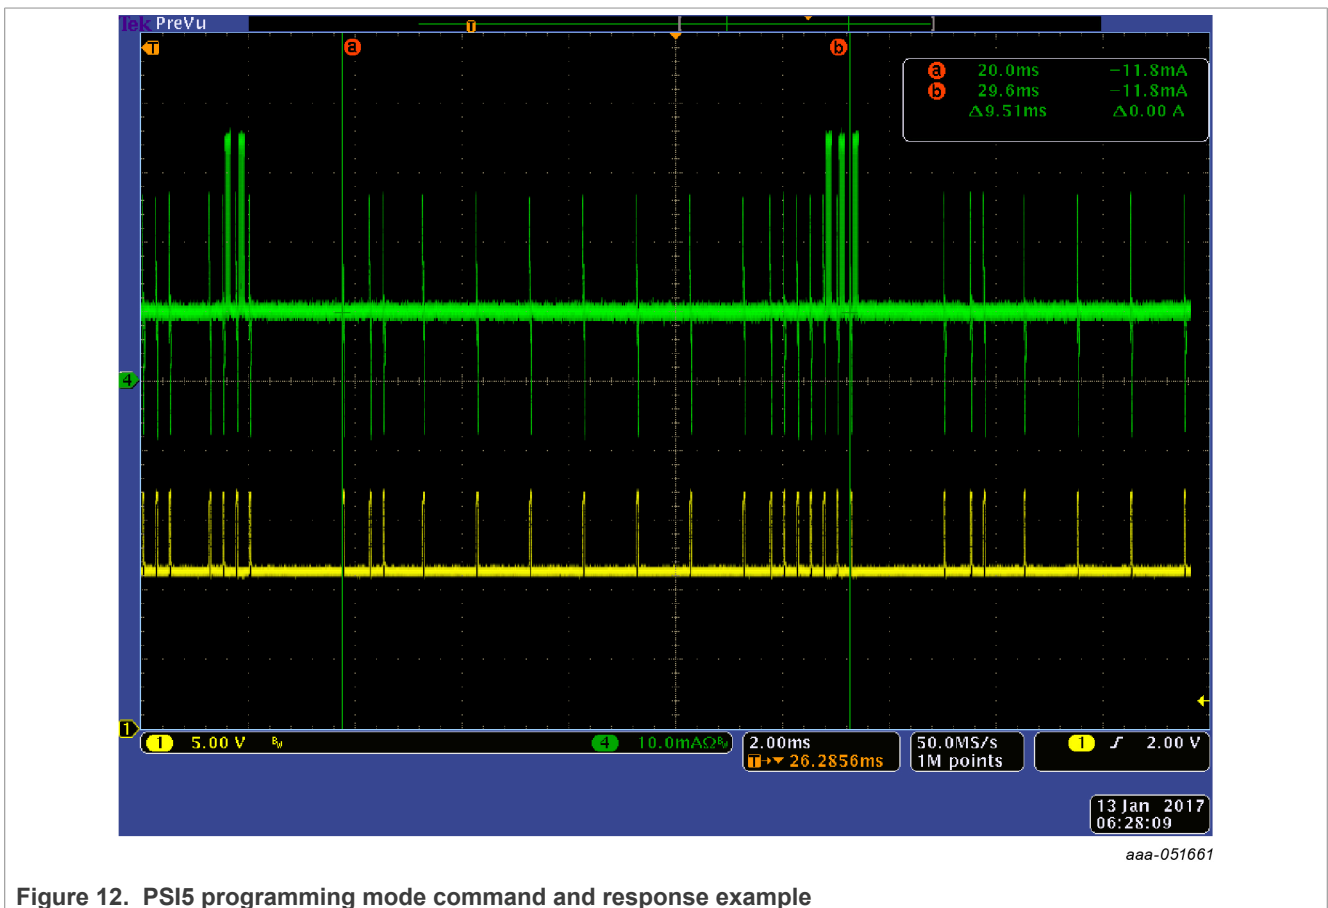 Tek PreVu
T
T a b
a 20.0ms −11.8mA
b 29.6ms −11.8mA
Δ9.51ms Δ0.00 A
4
1
1 5.00 V BW 4 10.0mAΩBW 2.00ms 50.0MS/s 1 2.00 V
T→▼ 26.2856ms 1M points
13 Jan 2017
06:28:09
aaa-051661
Figure 12. PSI5 programming mode command and response example